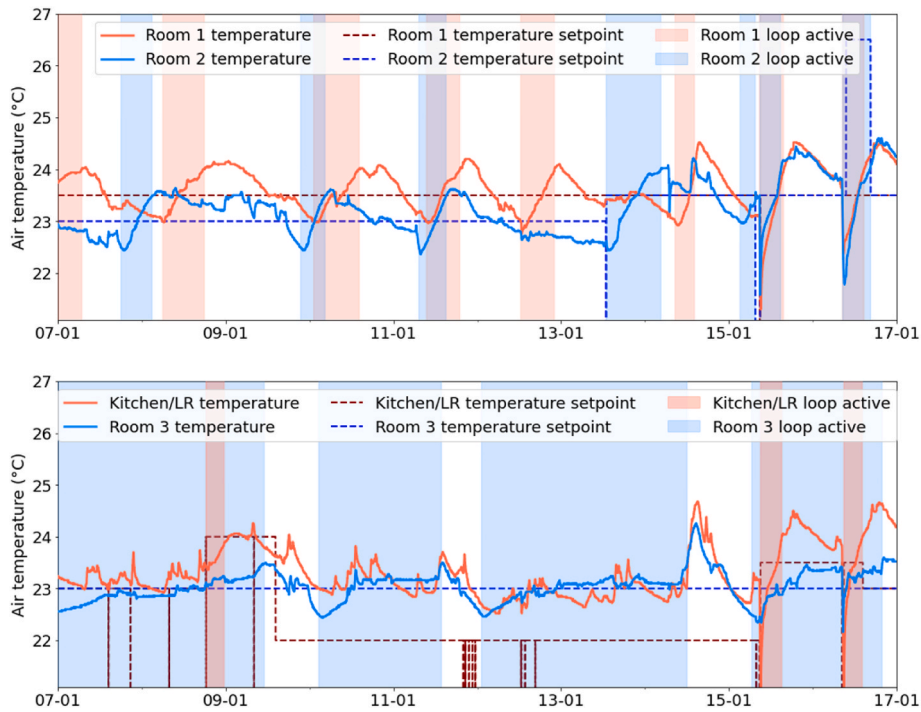 27
26
25
24
23
22
Air temperature (°C)
Room 1 temperature Room 1 temperature setpoint Room 1 loop active
Room 2 temperature Room 2 temperature setpoint Room 2 loop active
07-01 09-01 11-01 13-01 15-01 17-01
27
26
25
24
23
22
Air temperature (°C)
Kitchen/LR temperature Kitchen/LR temperature setpoint Kitchen/LR loop active
Room 3 temperature Room 3 temperature setpoint Room 3 loop active
07-01 09-01 11-01 13-01 15-01 17-01